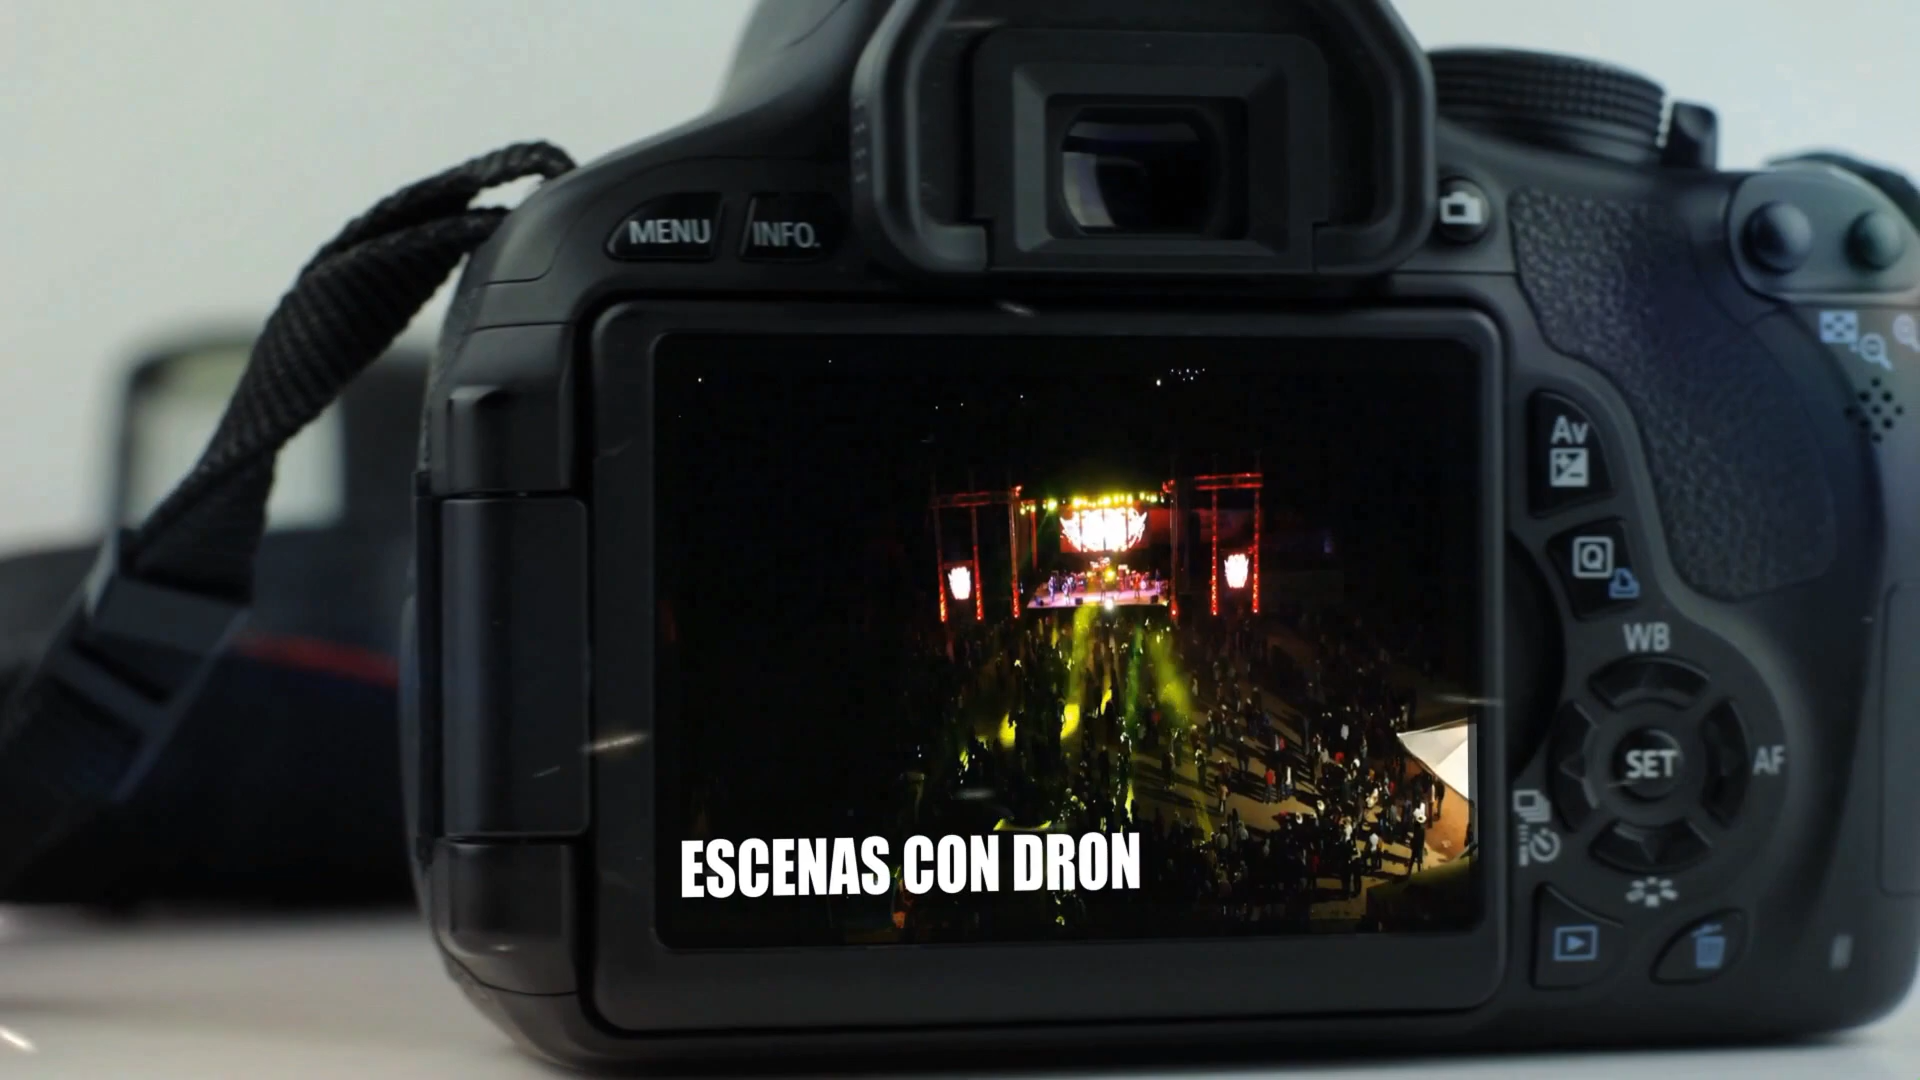 MENU
INFO.
Av
Q
WB
SET
AF
ESCENAS CON DRON